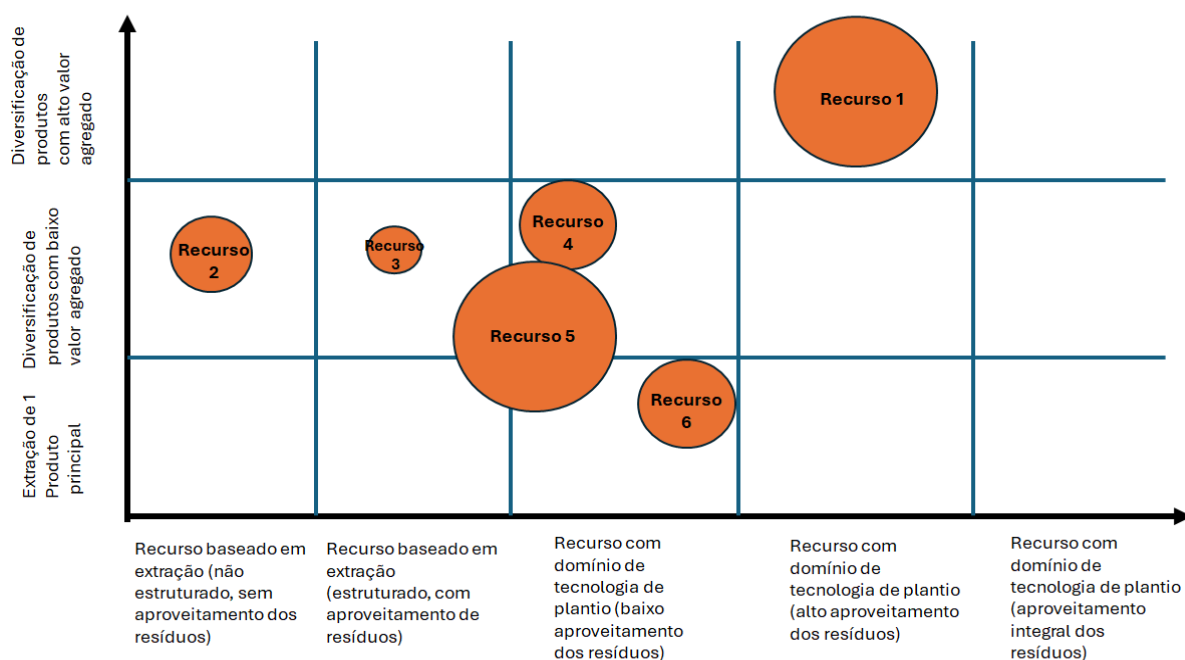 Diversificação de
produtos
com alto valor
agregado
Recurso 1
Diversificação de
produtos com baixo
valor agregado
Recurso
2
Recurso
3
Recurso
4
Recurso 5
Extração de 1
Produto
principal
Recurso
6
Recurso baseado em
extração (não
estruturado, sem
aproveitamento dos
resíduos)
Recurso baseado em
extração
(estruturado, com
aproveitamento de
resíduos)
Recurso com
domínio de
tecnologia de
plantio (baixo
aproveitamento
dos resíduos)
Recurso com
domínio de
tecnologia de plantio
(alto aproveitamento
dos resíduos)
Recurso com
domínio de
tecnologia de plantio
(aproveitamento
integral dos
resíduos)